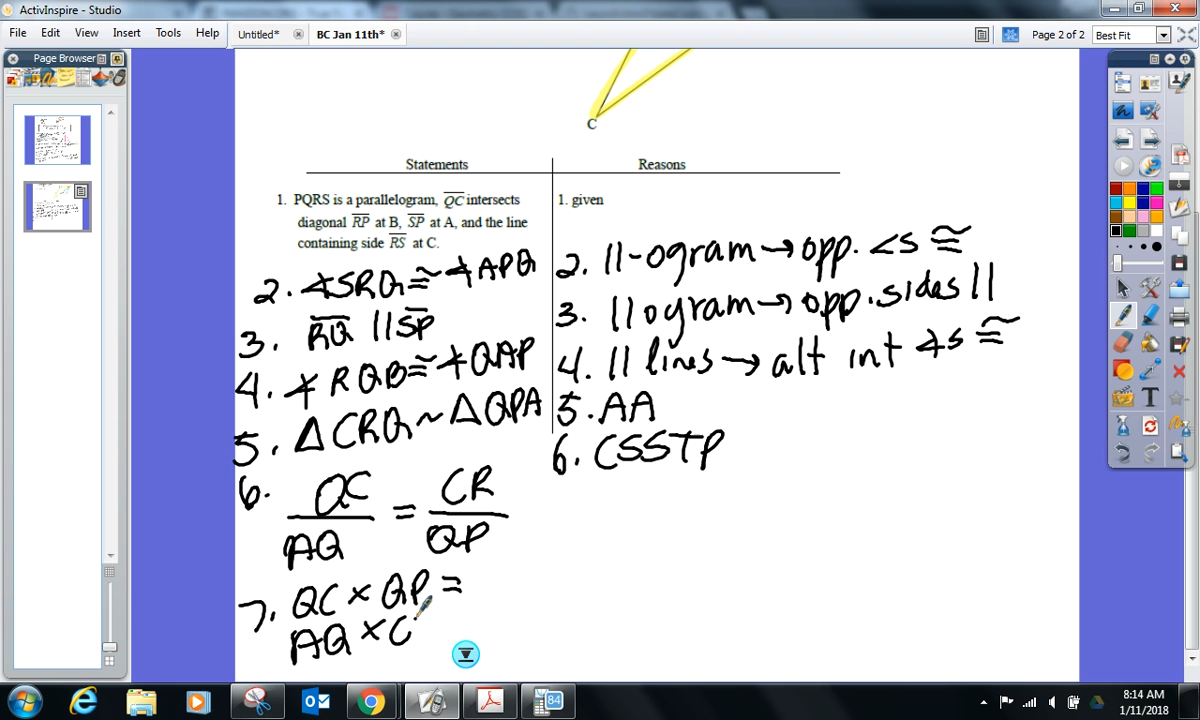 ActivInspire - Studio
File Edit View Insert Tools Help
Untitled* BC Jan 11th* Page 2 of 2 Best Fit
Page Browser
C
Statements Reasons
1. PQRS is a parallelogram, QC intersects 1. given
diagonal RP at B, SP at A, and the line
containing side RS at C.
2. ∡SRQ≅∡APQ 2. ||-ogram→opp. ∠s ≅
3. RQ || SP 3. ||ogram→opp. sides ||
4. ∡RQB≅∡QAP 4. || lines→alt int ∡s ≅
5. △CRQ~△QPA 5. AA
6. QC/AQ = CR/QP 6. CSSTP
7. QC×QP=
AQ×C
84
8:14 AM
1/11/2018